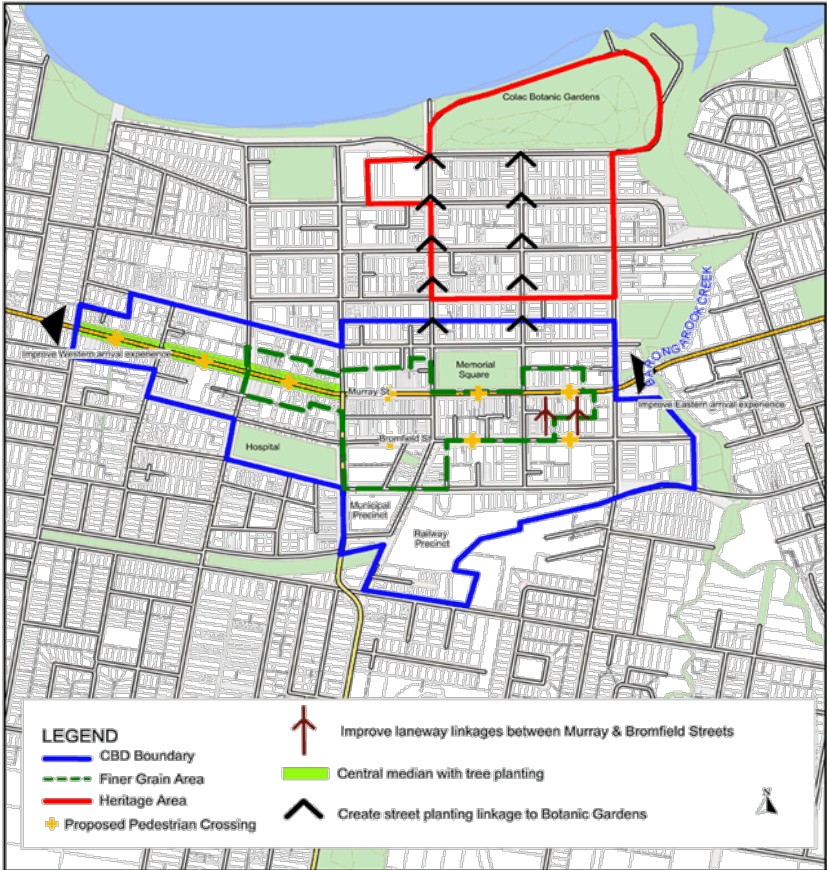 Colac Botanic Gardens
BARONGAROOK CREEK
Improve Western arrival experience
Memorial
Square
Murray St
Improve Eastern arrival experience
Bromfield St
Hospital
Municipal
Precinct
Railway
Precinct
LEGEND
CBD Boundary
Finer Grain Area
Heritage Area
Proposed Pedestrian Crossing
Improve laneway linkages between Murray & Bromfield Streets
Central median with tree planting
Create street planting linkage to Botanic Gardens
N